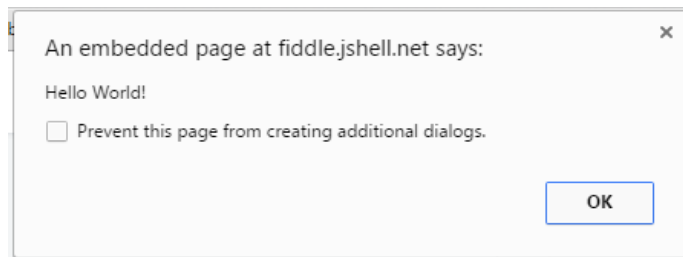 An embedded page at fiddle.jshell.net says:
Hello World!
Prevent this page from creating additional dialogs.
OK